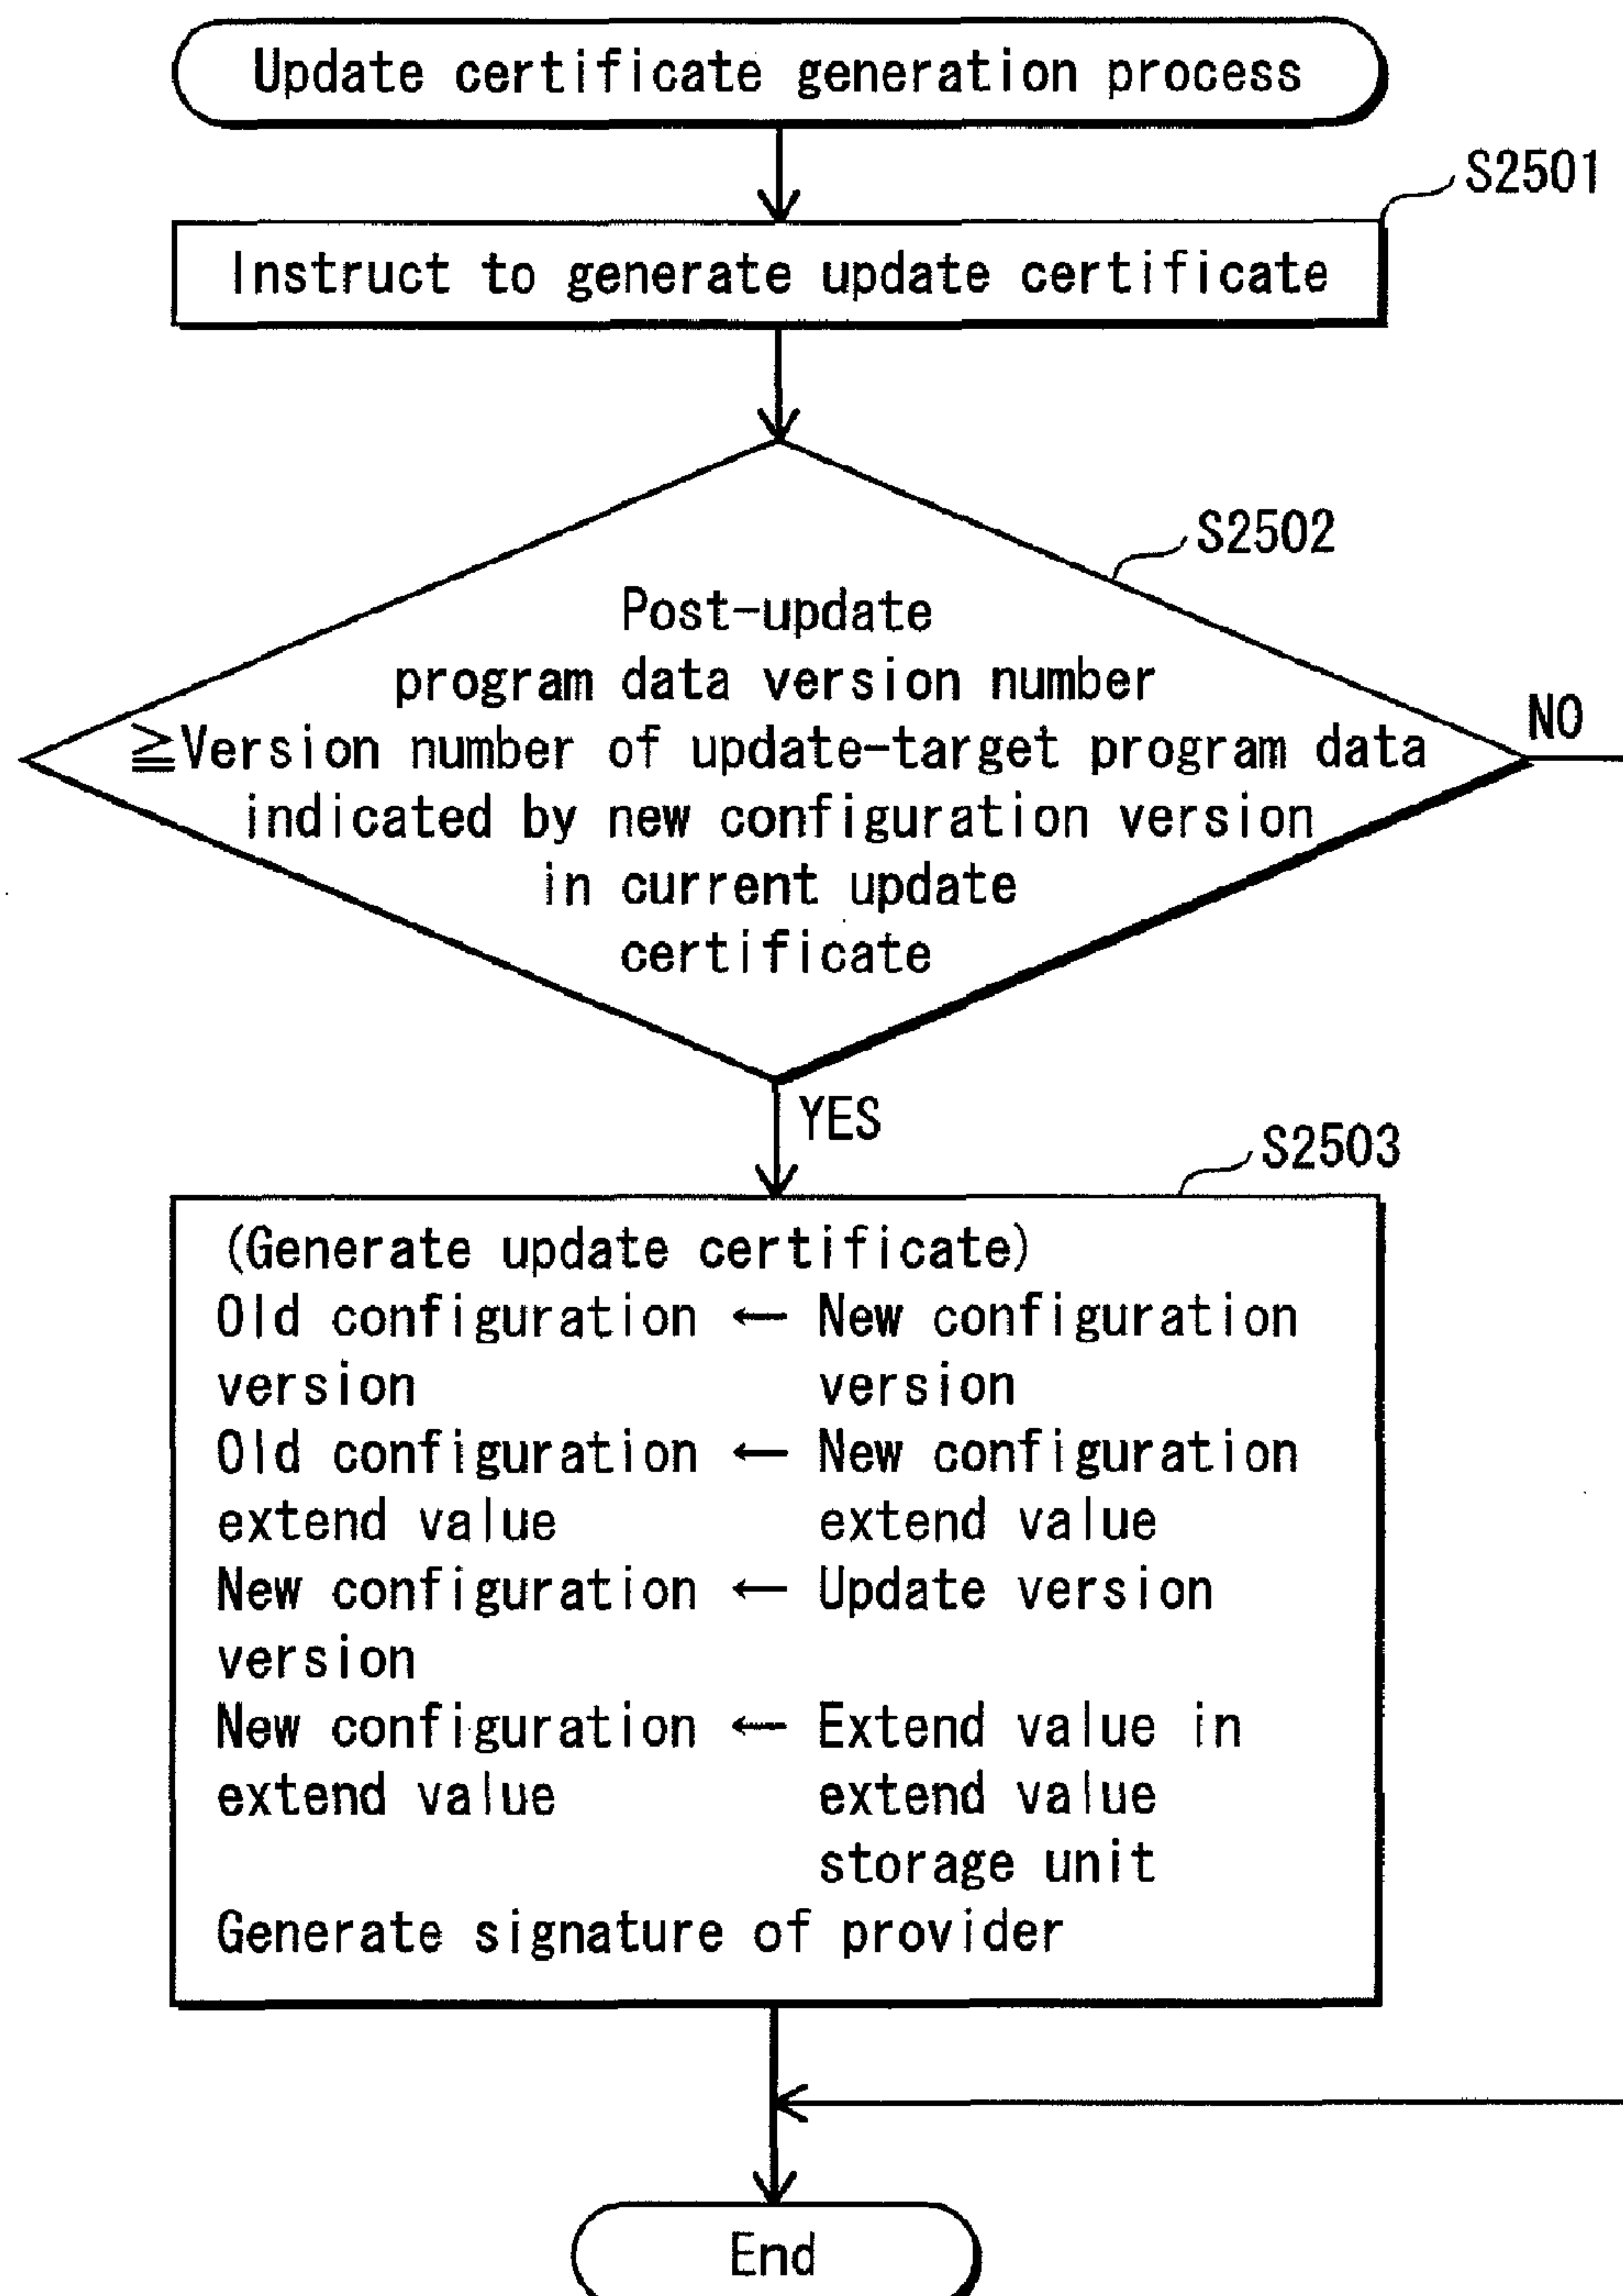 Update certificate generation process
S2501
Instruct to generate update certificate
S2502
Post-update
program data version number
≧Version number of update-target program data
indicated by new configuration version
in current update
certificate
NO
YES
S2503
(Generate update certificate)
Old configuration ← New configuration
version version
Old configuration ← New configuration
extend value extend value
New configuration ← Update version
version
New configuration ← Extend value in
extend value extend value
storage unit
Generate signature of provider
End